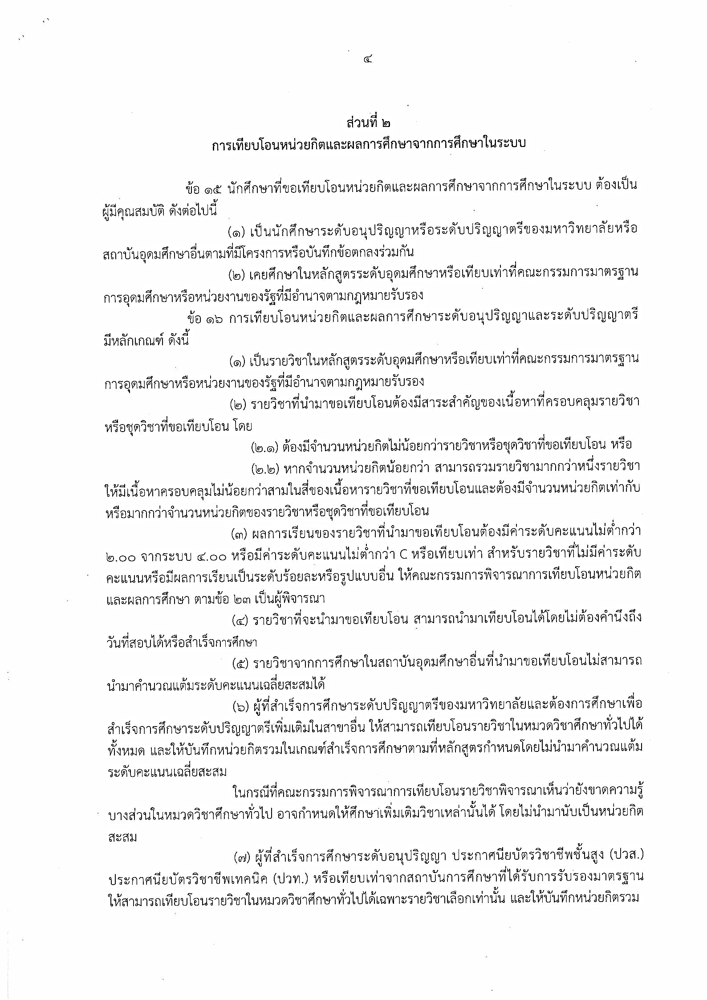 ๔
ส่วนที่ ๒
การเทียบโอนหน่วยกิตและผลการศึกษาจากการศึกษาในระบบ
ข้อ ๑๕ นักศึกษาที่ขอเทียบโอนหน่วยกิตและผลการศึกษาจากการศึกษาในระบบ ต้องเป็น
ผู้มีคุณสมบัติ ดังต่อไปนี้
(๑) เป็นนักศึกษาระดับอนุปริญญาหรือระดับปริญญาตรีของมหาวิทยาลัยหรือ
สถาบันอุดมศึกษาอื่นตามที่มีโครงการหรือบันทึกข้อตกลงร่วมกัน
(๒) เคยศึกษาในหลักสูตรระดับอุดมศึกษาหรือเทียบเท่าที่คณะกรรมการมาตรฐาน
การอุดมศึกษาหรือหน่วยงานของรัฐที่มีอำนาจตามกฎหมายรับรอง
ข้อ ๑๖ การเทียบโอนหน่วยกิตและผลการศึกษาระดับอนุปริญญาและระดับปริญญาตรี
มีหลักเกณฑ์ ดังนี้
(๑) เป็นรายวิชาในหลักสูตรระดับอุดมศึกษาหรือเทียบเท่าที่คณะกรรมการมาตรฐาน
การอุดมศึกษาหรือหน่วยงานของรัฐที่มีอำนาจตามกฎหมายรับรอง
(๒) รายวิชาที่นำมาขอเทียบโอนต้องมีสาระสำคัญของเนื้อหาที่ครอบคลุมรายวิชา
หรือชุดวิชาที่ขอเทียบโอน โดย
(๒.๑) ต้องมีจำนวนหน่วยกิตไม่น้อยกว่ารายวิชาหรือชุดวิชาที่ขอเทียบโอน หรือ
(๒.๒) หากจำนวนหน่วยกิตน้อยกว่า สามารถรวมรายวิชามากกว่าหนึ่งรายวิชา
ให้มีเนื้อหาครอบคลุมไม่น้อยกว่าสามในสี่ของเนื้อหารายวิชาที่ขอเทียบโอนและต้องมีจำนวนหน่วยกิตเท่ากับ
หรือมากกว่าจำนวนหน่วยกิตของรายวิชาหรือชุดวิชาที่ขอเทียบโอน
(๓) ผลการเรียนของรายวิชาที่นำมาขอเทียบโอนต้องมีค่าระดับคะแนนไม่ต่ำกว่า
๒.๐๐ จากระบบ ๔.๐๐ หรือมีค่าระดับคะแนนไม่ต่ำกว่า C หรือเทียบเท่า สำหรับรายวิชาที่ไม่มีค่าระดับ
คะแนนหรือมีผลการเรียนเป็นระดับร้อยละหรือรูปแบบอื่น ให้คณะกรรมการพิจารณาการเทียบโอนหน่วยกิต
และผลการศึกษา ตามข้อ ๒๓ เป็นผู้พิจารณา
(๔) รายวิชาที่จะนำมาขอเทียบโอน สามารถนำมาเทียบโอนได้โดยไม่ต้องคำนึงถึง
วันที่สอบได้หรือสำเร็จการศึกษา
(๕) รายวิชาจากการศึกษาในสถาบันอุดมศึกษาอื่นที่นำมาขอเทียบโอนไม่สามารถ
นำมาคำนวณแต้มระดับคะแนนเฉลี่ยสะสมได้
(๖) ผู้ที่สำเร็จการศึกษาระดับปริญญาตรีของมหาวิทยาลัยและต้องการศึกษาเพื่อ
สำเร็จการศึกษาระดับปริญญาตรีเพิ่มเติมในสาขาอื่น ให้สามารถเทียบโอนรายวิชาในหมวดวิชาศึกษาทั่วไปได้
ทั้งหมด และให้บันทึกหน่วยกิตรวมในเกณฑ์สำเร็จการศึกษาตามที่หลักสูตรกำหนดโดยไม่นำมาคำนวณแต้ม
ระดับคะแนนเฉลี่ยสะสม
ในกรณีที่คณะกรรมการพิจารณาการเทียบโอนรายวิชาพิจารณาเห็นว่ายังขาดความรู้
บางส่วนในหมวดวิชาศึกษาทั่วไป อาจกำหนดให้ศึกษาเพิ่มเติมวิชาเหล่านั้นได้ โดยไม่นำมานับเป็นหน่วยกิต
สะสม
(๗) ผู้ที่สำเร็จการศึกษาระดับอนุปริญญา ประกาศนียบัตรวิชาชีพชั้นสูง (ปวส.)
ประกาศนียบัตรวิชาชีพเทคนิค (ปวท.) หรือเทียบเท่าจากสถาบันการศึกษาที่ได้รับการรับรองมาตรฐาน
ให้สามารถเทียบโอนรายวิชาในหมวดวิชาศึกษาทั่วไปได้เฉพาะรายวิชาเลือกเท่านั้น และให้บันทึกหน่วยกิตรวม